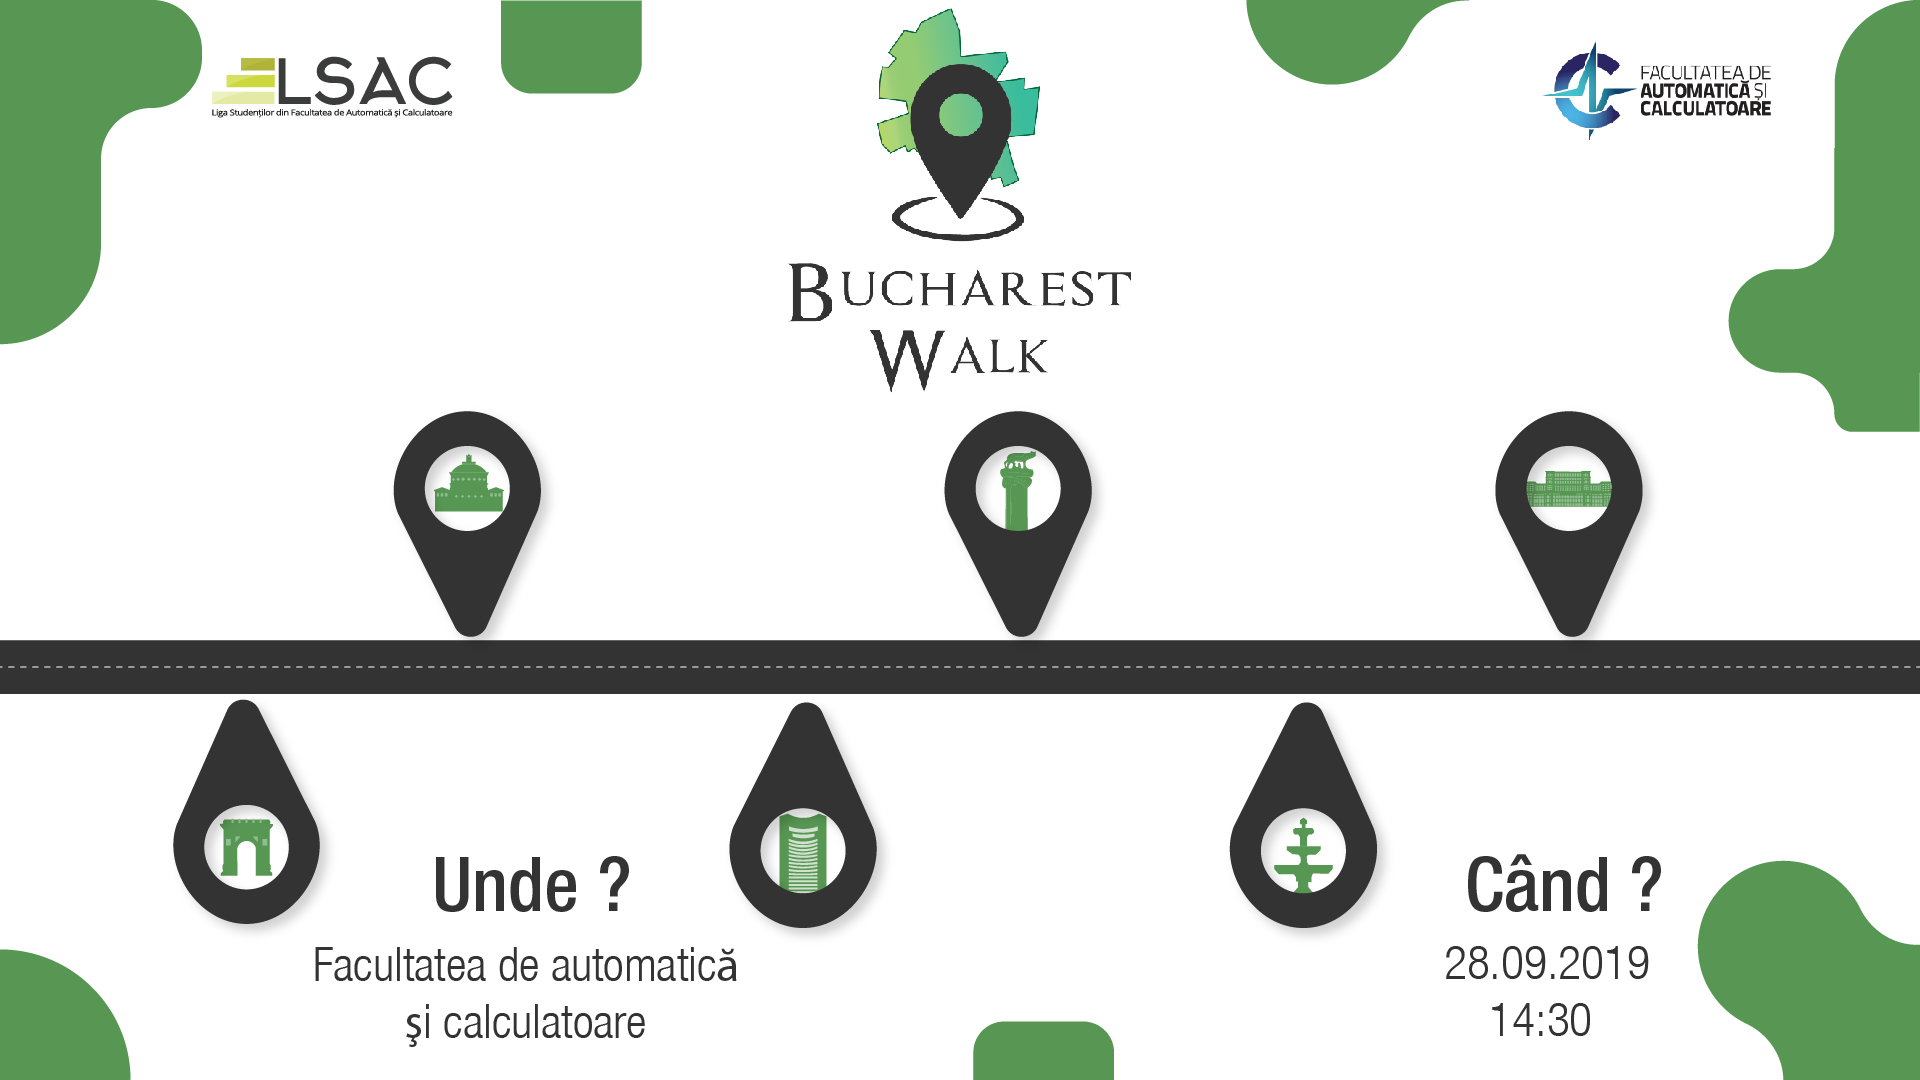 LSAC
Liga Studenților din Facultatea de Automatică și Calculatoare
FACULTATEA DE
AUTOMATICĂ ȘI
CALCULATOARE
BUCHAREST
WALK
Unde ?
Facultatea de automatică
şi calculatoare
Când ?
28.09.2019
14:30